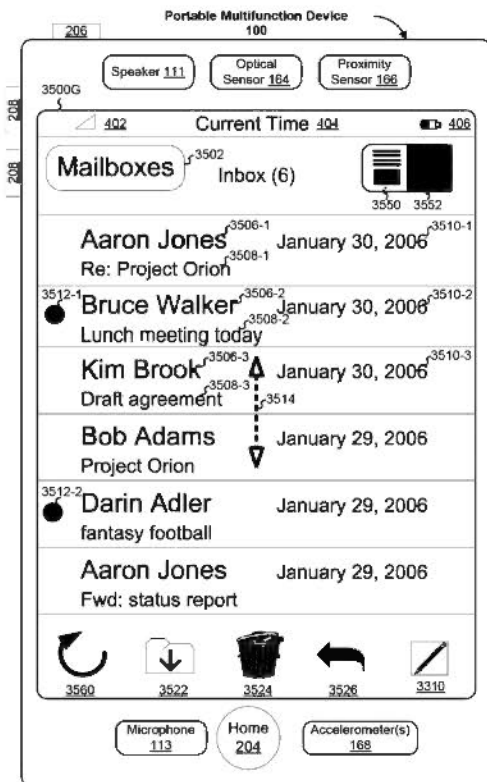 Portable Multifunction Device
206
100
Speaker 111
Optical Sensor 164
Proximity Sensor 166
208
208
3500G
402
Current Time 404
406
Mailboxes
3502
Inbox (6)
3550
3552
Aaron Jones
3506-1
January 30, 2006
3510-1
Re: Project Orion
3508-1
3512-1
Bruce Walker
3506-2
January 30, 2006
3510-2
Lunch meeting today
3508-2
Kim Brook
3506-3
January 30, 2006
3510-3
Draft agreement
3508-3
3514
Bob Adams
January 29, 2006
Project Orion
3512-2
Darin Adler
January 29, 2006
fantasy football
Aaron Jones
January 29, 2006
Fwd: status report
3560
3522
3524
3526
3310
Microphone 113
Home 204
Accelerometer(s) 168